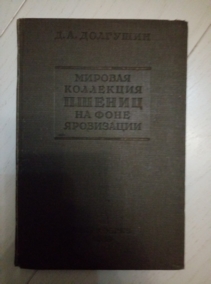 Д. А. ДОЛГУШИН
МИРОВАЯ
КОЛЛЕКЦИЯ
ПШЕНИЦ
НА ФОНЕ
ЯРОВИЗАЦИИ